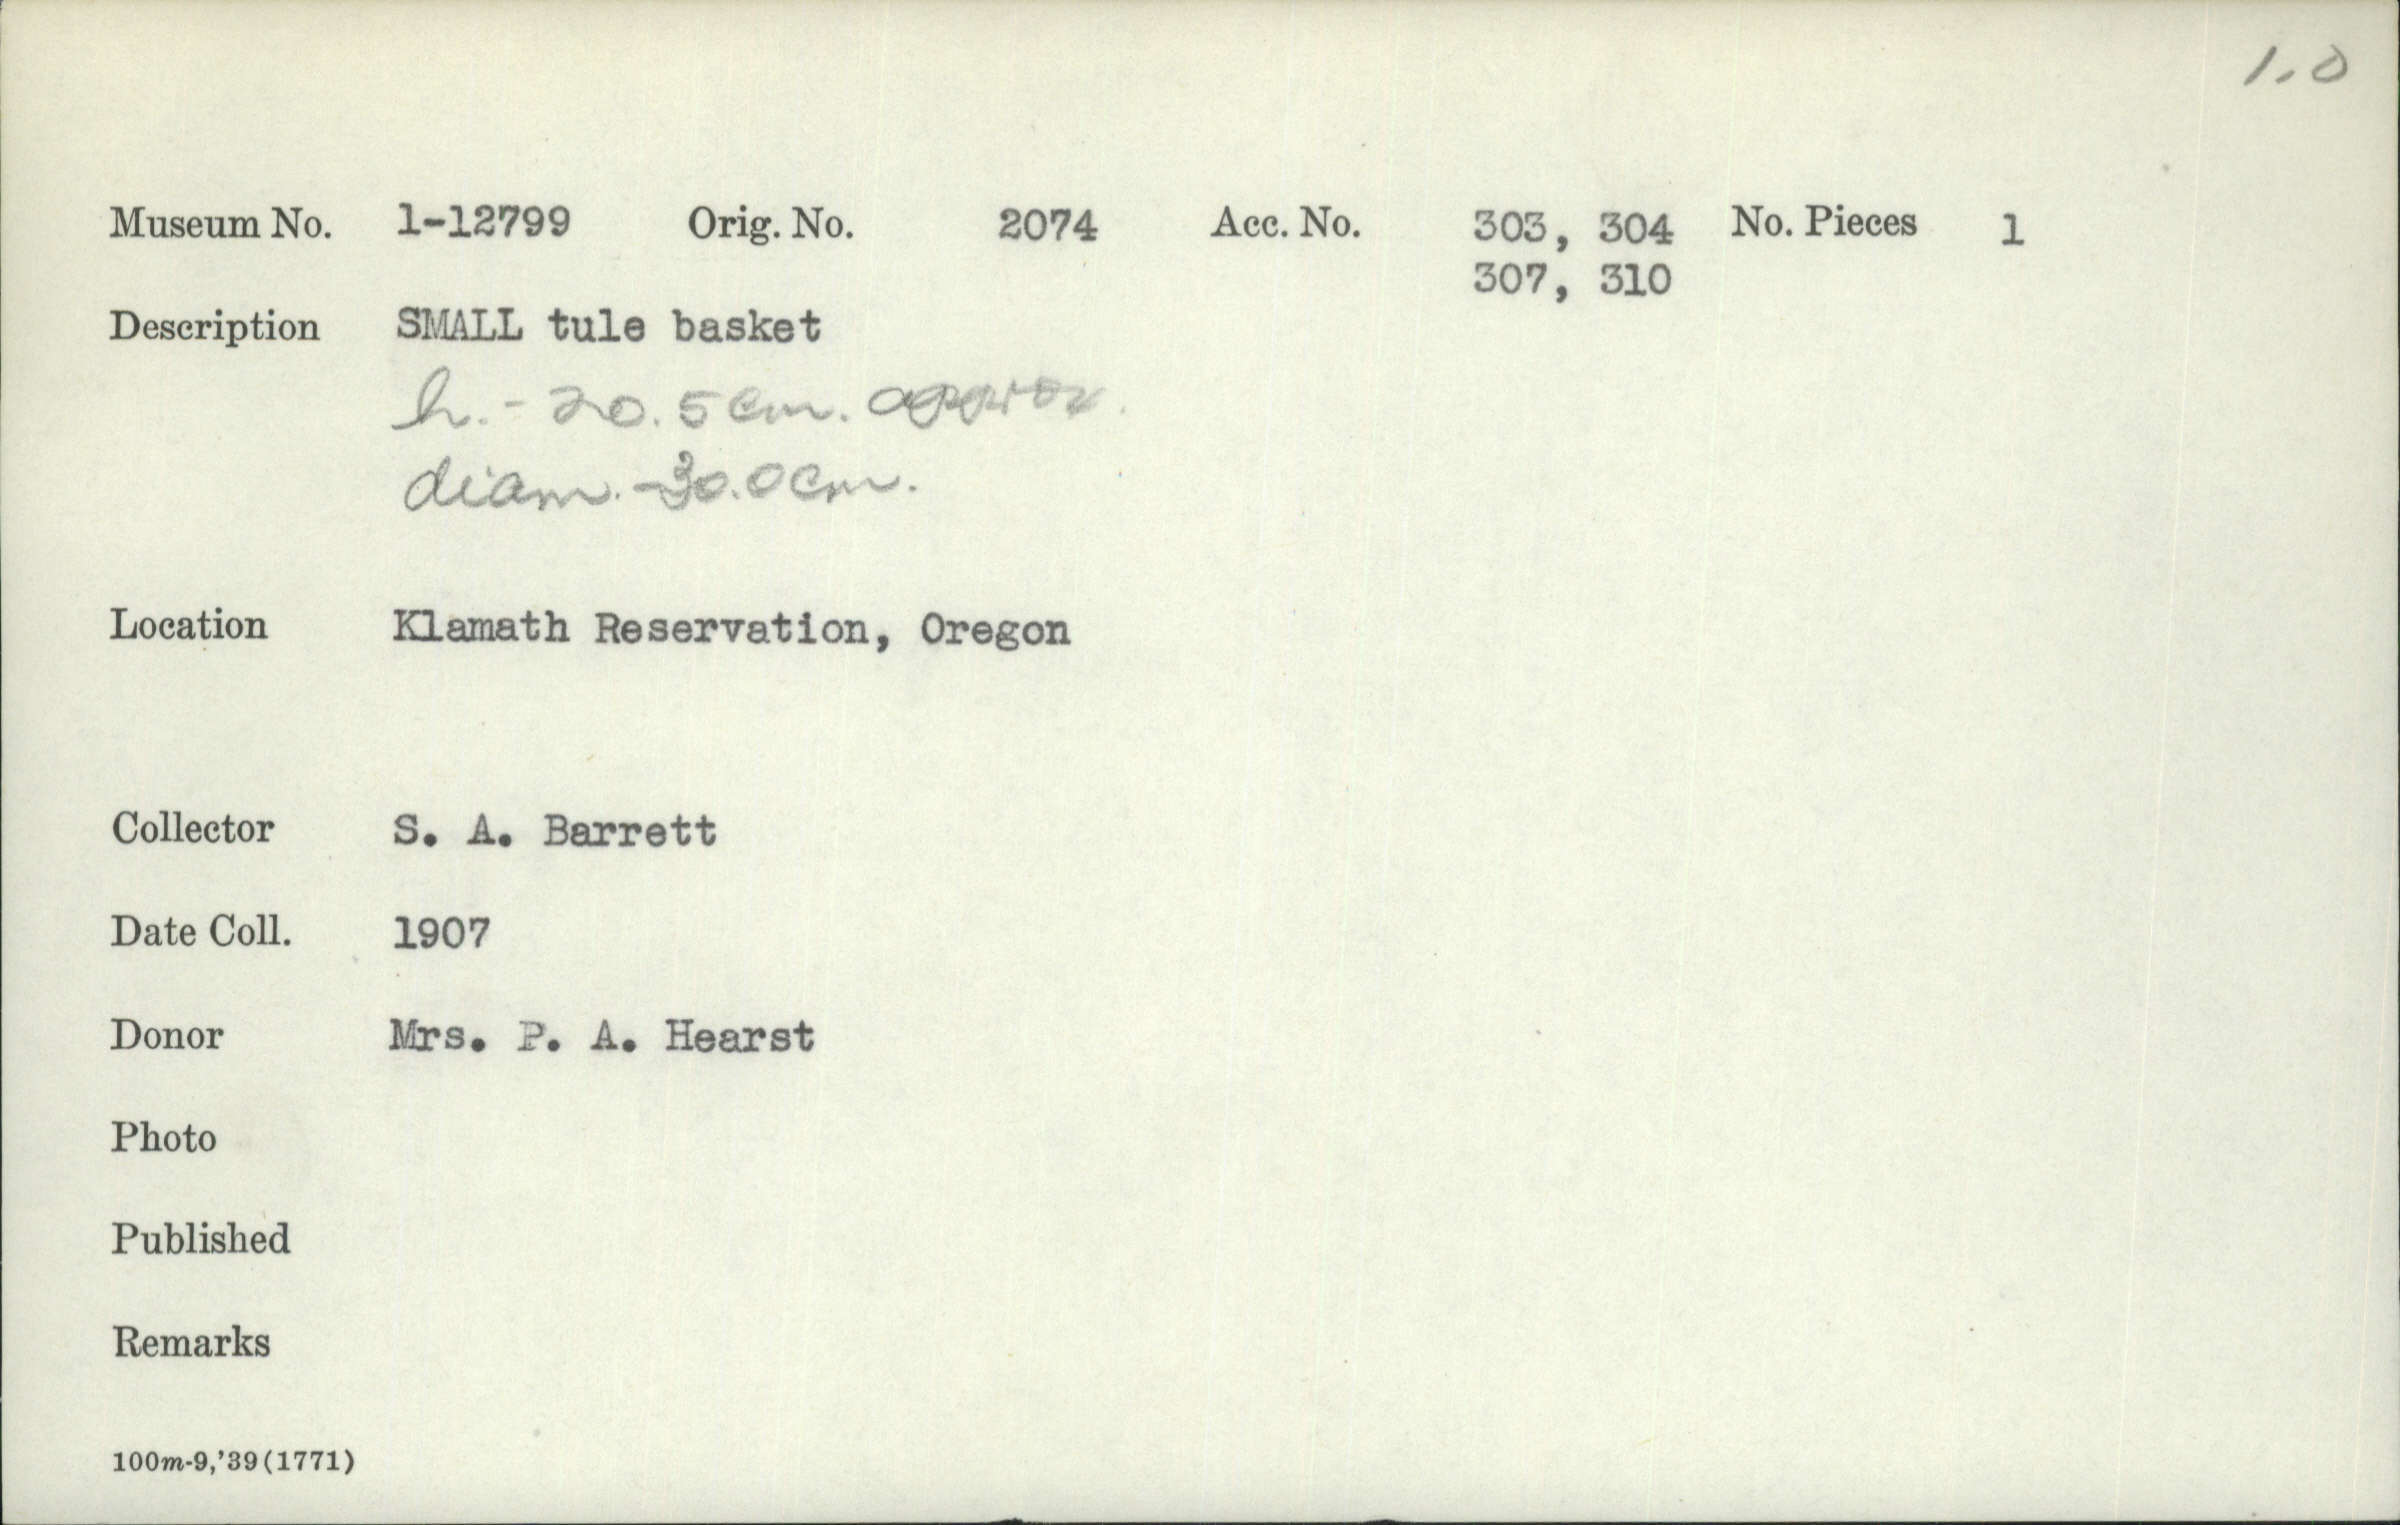 1.0
Museum No. 1-12799 Orig. No. 2074 Acc. No. 303, 304 No. Pieces 1
307, 310
Description SMALL tule basket
h. - 20.5 cm. approx.
diam. - 30.0 cm.
Location Klamath Reservation, Oregon
Collector S. A. Barrett
Date Coll. 1907
Donor Mrs. P. A. Hearst
Photo
Published
Remarks
100m-9,'39(1771)